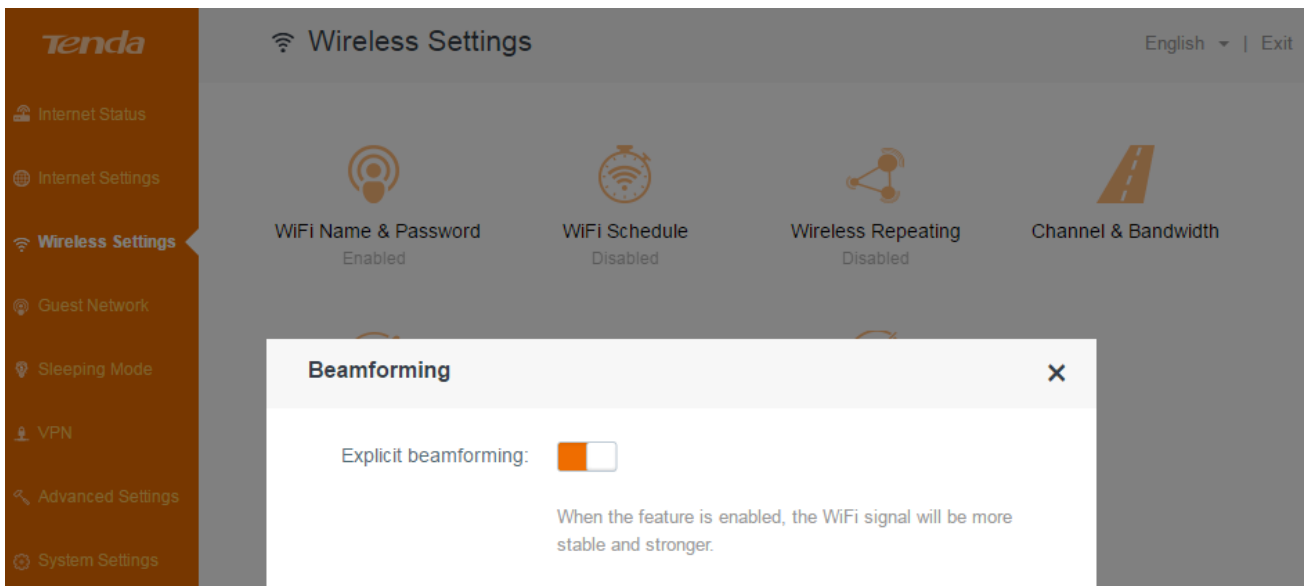 Tenda
Wireless Settings
English | Exit
Internet Status
Internet Settings
Wireless Settings
Guest Network
Sleeping Mode
VPN
Advanced Settings
System Settings
WiFi Name & Password
Enabled
WiFi Schedule
Disabled
Wireless Repeating
Disabled
Channel & Bandwidth
Beamforming
Explicit beamforming:
When the feature is enabled, the WiFi signal will be more
stable and stronger.